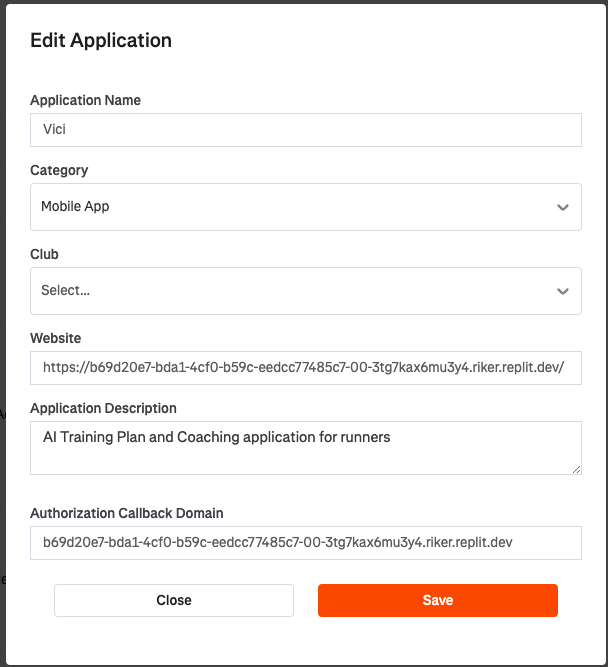 Edit Application
Application Name
Vici
Category
Mobile App
Club
Select...
Website
https://b69d20e7-bda1-4cf0-b59c-eedcc77485c7-00-3tg7kax6mu3y4.riker.replit.dev/
Application Description
AI Training Plan and Coaching application for runners
Authorization Callback Domain
b69d20e7-bda1-4cf0-b59c-eedcc77485c7-00-3tg7kax6mu3y4.riker.replit.dev
Close Save